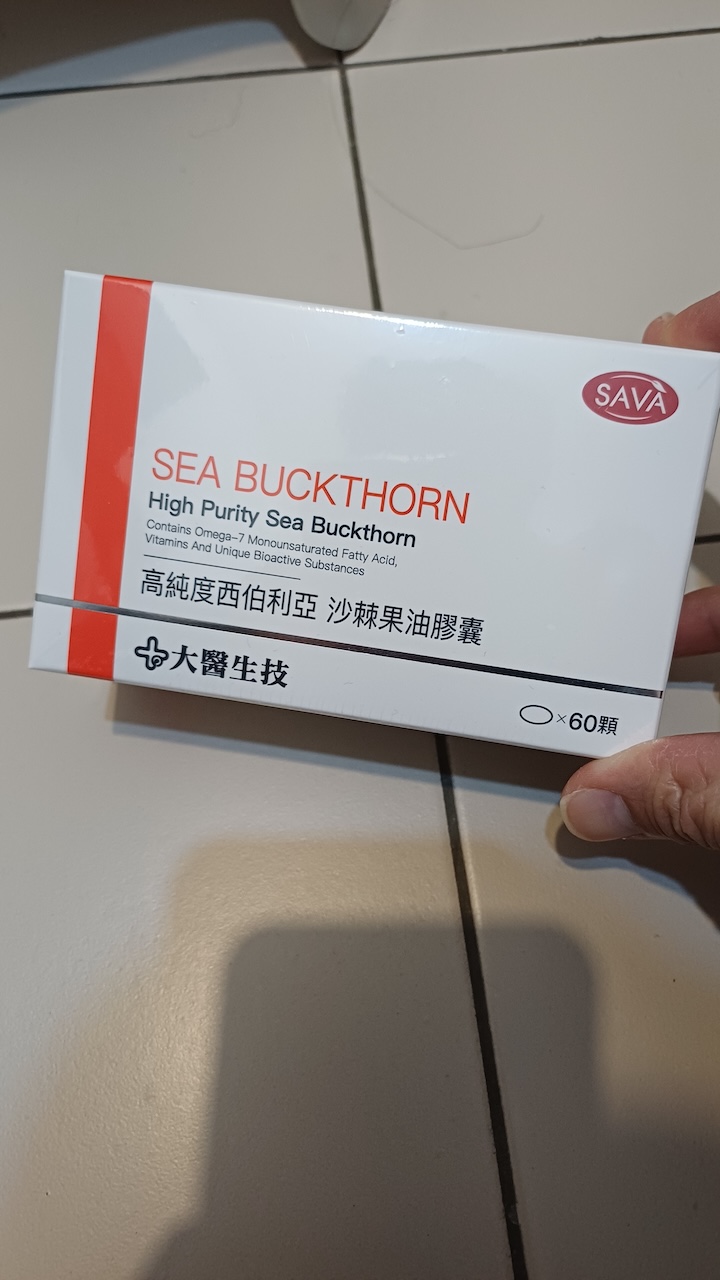 SAVA
SEA BUCKTHORN
High Purity Sea Buckthorn
Contains Omega-7 Monounsaturated Fatty Acid,
Vitamins And Unique Bioactive Substances
高純度西伯利亞 沙棘果油膠囊
大醫生技
×60顆